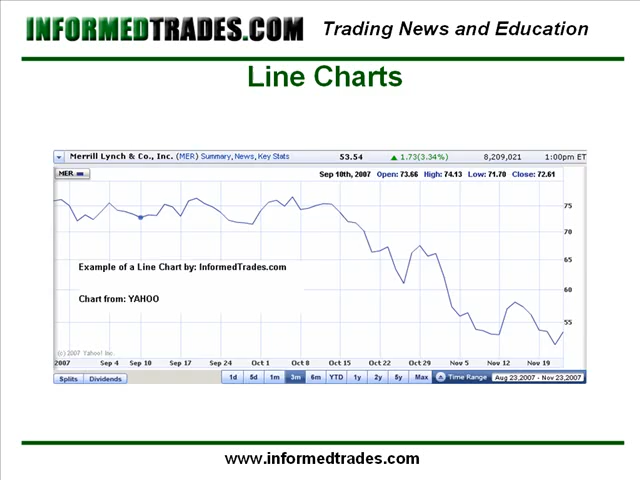 INFORMEDTRADES.COM Trading News and Education
Line Charts
Merrill Lynch & Co., Inc. (MER) Summary, News, Key Stats 53.54 1.73(3.34%) 8,209,021 1:00pm ET
MER Sep 10th, 2007 Open: 73.66 High: 74.13 Low: 71.70 Close: 72.61
75
70
65
60
55
Example of a Line Chart by: InformedTrades.com
Chart from: YAHOO
(c) 2007 Yahoo! Inc.
2007 Sep 4 Sep 10 Sep 17 Sep 24 Oct 1 Oct 8 Oct 15 Oct 22 Oct 29 Nov 5 Nov 12 Nov 19
Splits Dividends 1d 5d 1m 3m 6m YTD 1y 2y 5y Max Time Range Aug 23,2007 - Nov 23,2007
www.informedtrades.com